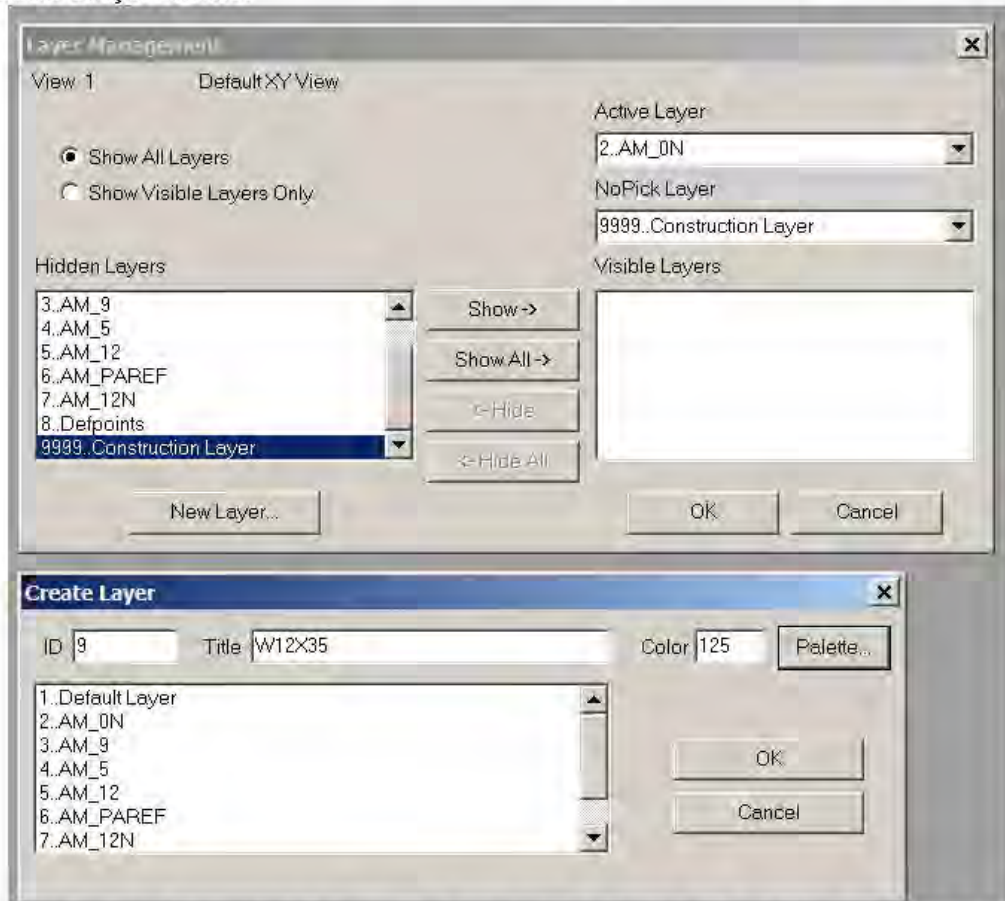 Layer Management
View 1 Default XY View
Active Layer
Show All Layers
2..AM_0N
Show Visible Layers Only
NoPick Layer
9999..Construction Layer
Hidden Layers
Visible Layers
3..AM_9
4..AM_5
5..AM_12
6..AM_PAREF
7..AM_12N
8..Defpoints
9999..Construction Layer
Show ->
Show All ->
<- Hide
<- Hide All
New Layer...
OK
Cancel
Create Layer
ID 9 Title W12X35 Color 125 Palette...
1..Default Layer
2..AM_0N
3..AM_9
4..AM_5
5..AM_12
6..AM_PAREF
7..AM_12N
OK
Cancel